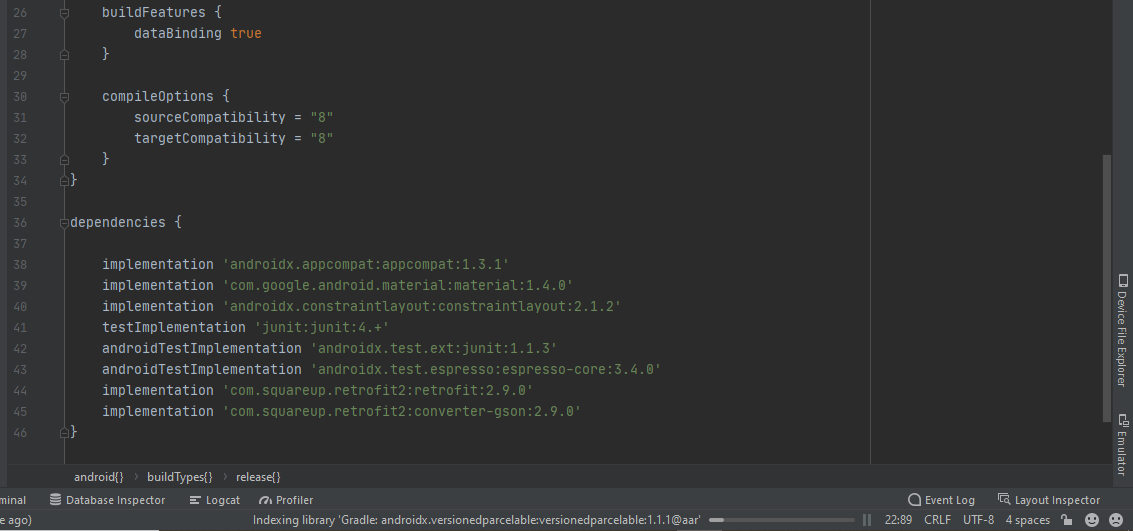 26 buildFeatures {
27 dataBinding true
28 }
29
30 compileOptions {
31 sourceCompatibility = "8"
32 targetCompatibility = "8"
33 }
34 }
35
36 dependencies {
37
38 implementation 'androidx.appcompat:appcompat:1.3.1'
39 implementation 'com.google.android.material:material:1.4.0'
40 implementation 'androidx.constraintlayout:constraintlayout:2.1.2'
41 testImplementation 'junit:junit:4.+'
42 androidTestImplementation 'androidx.test.ext:junit:1.1.3'
43 androidTestImplementation 'androidx.test.espresso:espresso-core:3.4.0'
44 implementation 'com.squareup.retrofit2:retrofit:2.9.0'
45 implementation 'com.squareup.retrofit2:converter-gson:2.9.0'
46 }
Device File Explorer
Emulator
android{} › buildTypes{} › release{}
minal Database Inspector Logcat Profiler Event Log Layout Inspector
e ago) Indexing library 'Gradle: androidx.versionedparcelable:versionedparcelable:1.1.1@aar' 22:89 CRLF UTF-8 4 spaces